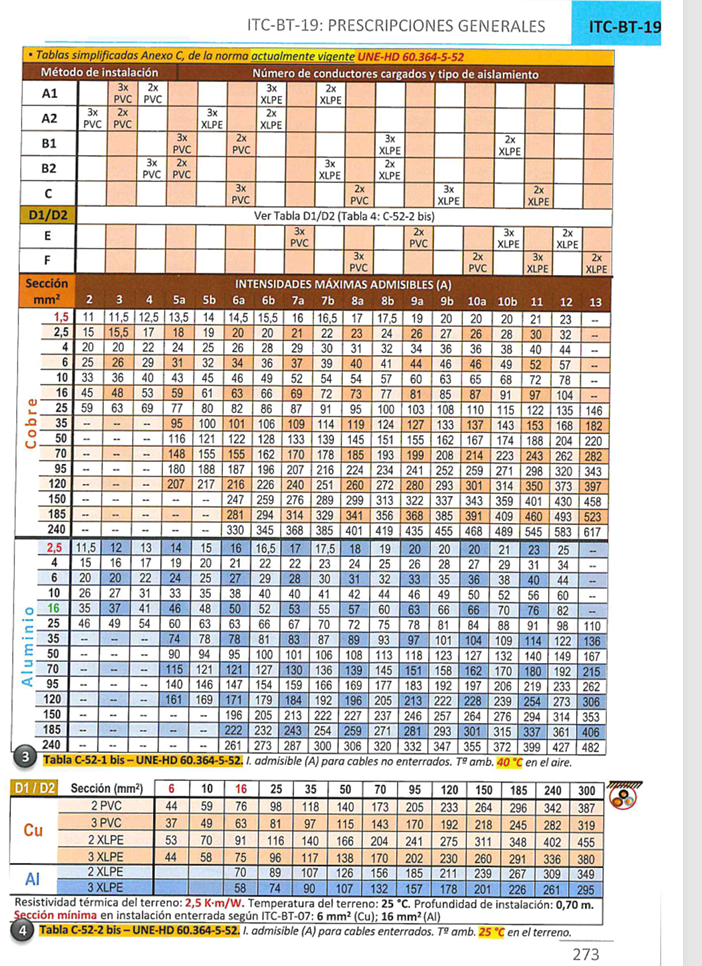 ITC-BT-19: PRESCRIPCIONES GENERALES ITC-BT-19
• Tablas simplificadas Anexo C, de la norma actualmente vigente UNE-HD 60.364-5-52
Método de instalación Número de conductores cargados y tipo de aislamiento
A1 3x PVC 2x PVC 3x XLPE 2x XLPE
A2 3x PVC 2x PVC 3x XLPE 2x XLPE
B1 3x PVC 2x PVC 3x XLPE 2x XLPE
B2 3x PVC 2x PVC 3x XLPE 2x XLPE
C 3x PVC 2x PVC 3x XLPE 2x XLPE
D1/D2 Ver Tabla D1/D2 (Tabla 4: C-52-2 bis)
E 3x PVC 2x PVC 3x XLPE 2x XLPE
F 3x PVC 2x PVC 3x XLPE 2x XLPE
Sección mm² INTENSIDADES MÁXIMAS ADMISIBLES (A)
2 3 4 5a 5b 6a 6b 7a 7b 8a 8b 9a 9b 10a 10b 11 12 13
Cobre
1,5 11 11,5 12,5 13,5 14 14,5 15,5 16 16,5 17 17,5 19 20 20 20 21 23 --
2,5 15 15,5 17 18 19 20 20 21 22 23 24 26 27 26 28 30 32 --
4 20 20 22 24 25 26 28 29 30 31 32 34 36 36 38 40 44 --
6 25 26 29 31 32 34 36 37 39 40 41 44 46 46 49 52 57 --
10 33 36 40 43 45 46 49 52 54 54 57 60 63 65 68 72 78 --
16 45 48 53 59 61 63 66 69 72 73 77 81 85 87 91 97 104 --
25 59 63 69 77 80 82 86 87 91 95 100 103 108 110 115 122 135 146
35 -- -- -- 95 100 101 106 109 114 119 124 127 133 137 143 153 168 182
50 -- -- -- 116 121 122 128 133 139 145 151 155 162 167 174 188 204 220
70 -- -- -- 148 155 155 162 170 178 185 193 199 208 214 223 243 262 282
95 -- -- -- 180 188 187 196 207 216 224 234 241 252 259 271 298 320 343
120 -- -- -- 207 217 216 226 240 251 260 272 280 293 301 314 350 373 397
150 -- -- -- -- -- 247 259 276 289 299 313 322 337 343 359 401 430 458
185 -- -- -- -- -- 281 294 314 329 341 356 368 385 391 409 460 493 523
240 -- -- -- -- -- 330 345 368 385 401 419 435 455 468 489 545 583 617
Aluminio
2,5 11,5 12 13 14 15 16 16,5 17 17,5 18 19 20 20 20 21 23 25 --
4 15 16 17 19 20 21 22 22 23 24 25 26 28 27 29 31 34 --
6 20 20 22 24 25 27 29 28 30 31 32 33 35 36 38 40 44 --
10 26 27 31 33 35 38 40 40 41 42 44 46 49 50 52 56 60 --
16 35 37 41 46 48 50 52 53 55 57 60 63 66 66 70 76 82 --
25 46 49 54 60 63 63 66 67 70 72 75 78 81 84 88 91 98 110
35 -- -- -- 74 78 78 81 83 87 89 93 97 101 104 109 114 122 136
50 -- -- -- 90 94 95 100 101 106 108 113 118 123 127 132 140 149 167
70 -- -- -- 115 121 121 127 130 136 139 145 151 158 162 170 180 192 215
95 -- -- -- 140 146 147 154 159 166 169 177 183 192 197 206 219 233 262
120 -- -- -- 161 169 171 179 184 192 196 205 213 222 228 239 254 273 306
150 -- -- -- -- -- 196 205 213 222 227 237 246 257 264 276 294 314 353
185 -- -- -- -- -- 222 232 243 254 259 271 281 293 301 315 337 361 406
240 -- -- -- -- -- 261 273 287 300 306 320 332 347 355 372 399 427 482
3 Tabla C-52-1 bis – UNE-HD 60.364-5-52. I. admisible (A) para cables no enterrados. Tª amb. 40 °C en el aire.
D1 / D2 Sección (mm²) 6 10 16 25 35 50 70 95 120 150 185 240 300
Cu
2 PVC 44 59 76 98 118 140 173 205 233 264 296 342 387
3 PVC 37 49 63 81 97 115 143 170 192 218 245 282 319
2 XLPE 53 70 91 116 140 166 204 241 275 311 348 402 455
3 XLPE 44 58 75 96 117 138 170 202 230 260 291 336 380
Al
2 XLPE 70 89 107 126 156 185 211 239 267 309 349
3 XLPE 58 74 90 107 132 157 178 201 226 261 295
Resistividad térmica del terreno: 2,5 K·m/W. Temperatura del terreno: 25 °C. Profundidad de instalación: 0,70 m.
Sección mínima en instalación enterrada según ITC-BT-07: 6 mm² (Cu); 16 mm² (Al)
4 Tabla C-52-2 bis – UNE-HD 60.364-5-52. I. admisible (A) para cables enterrados. Tª amb. 25 °C en el terreno.
273